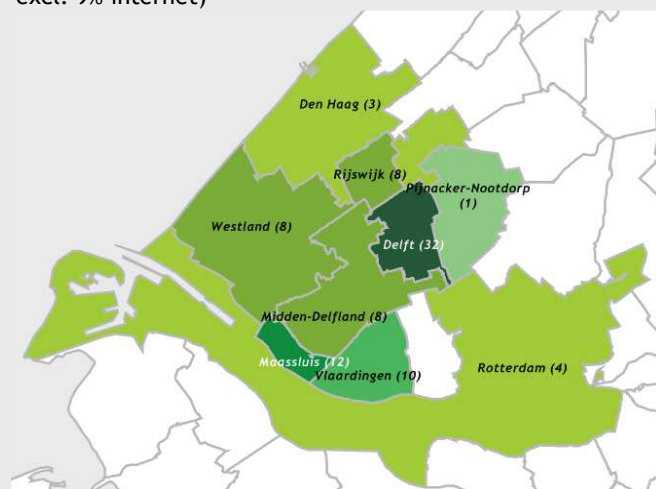 excl. 9% internet)
Den Haag (3)
Rijswijk (8)
Pijnacker-Nootdorp
(1)
Westland (8)
Delft (32)
Midden-Delfland (8)
Maassluis (12)
Vlaardingen (10)
Rotterdam (4)